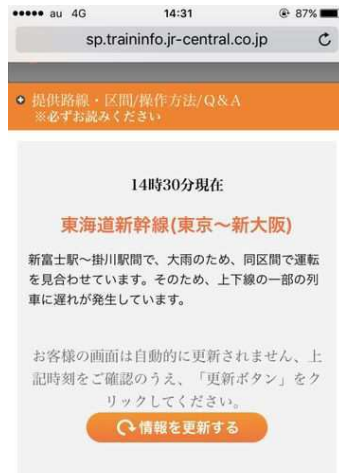 au 4G 14:31 87%
sp.traininfo.jr-central.co.jp
提供路線・区間/操作方法/Q&A
※必ずお読みください
14時30分現在
東海道新幹線(東京～新大阪)
新富士駅～掛川駅間で、大雨のため、同区間で運転
を見合わせています。そのため、上下線の一部の列
車に遅れが発生しています。
お客様の画面は自動的に更新されません、上
記時刻をご確認のうえ、「更新ボタン」をク
リックしてください。
情報を更新する